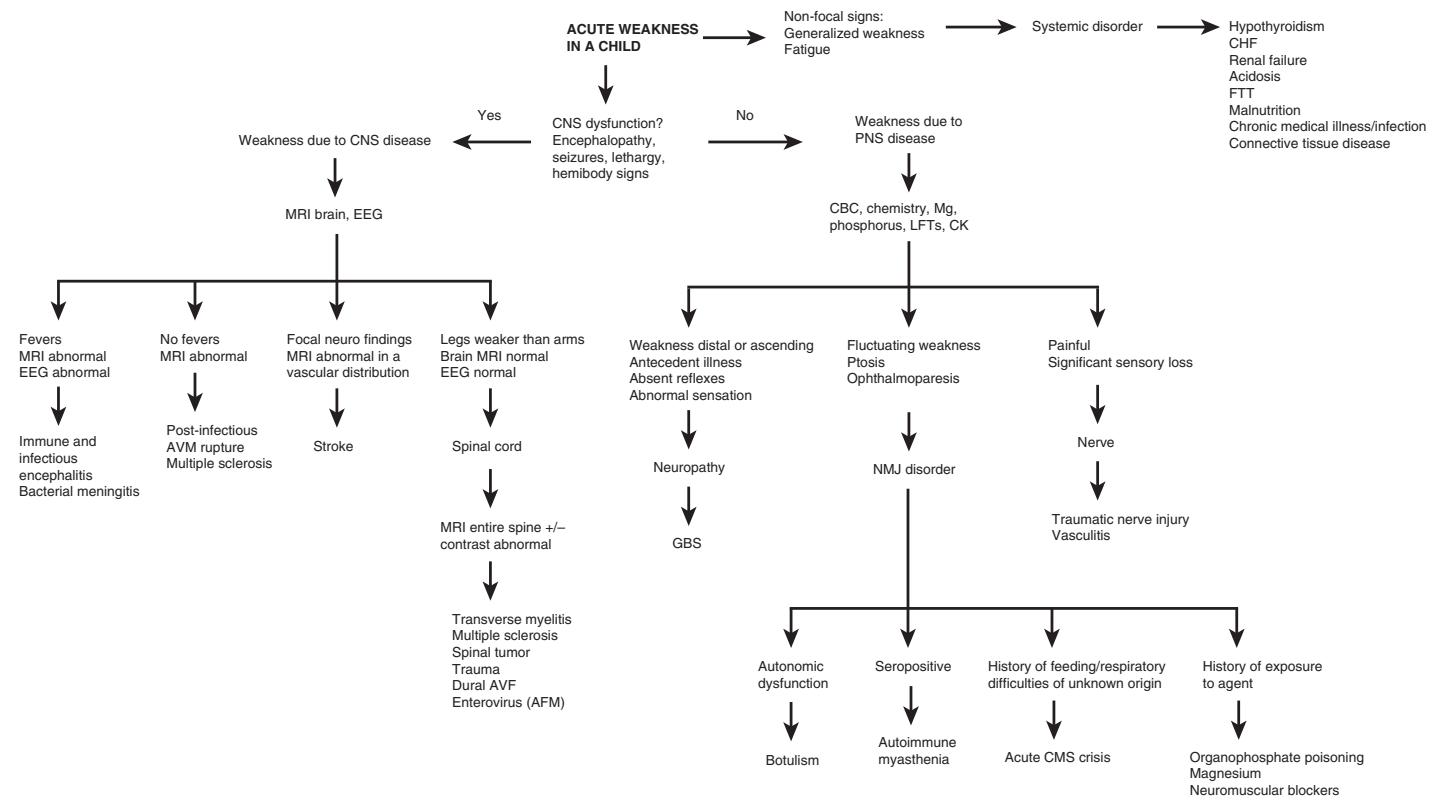 ACUTE WEAKNESS
IN A CHILD
Non-focal signs:
Generalized weakness
Fatigue
Systemic disorder
Hypothyroidism
CHF
Renal failure
Acidosis
FTT
Malnutrition
Chronic medical illness/infection
Connective tissue disease
Yes
CNS dysfunction?
Encephalopathy,
seizures, lethargy,
hemibody signs
No
Weakness due to CNS disease
Weakness due to
PNS disease
MRI brain, EEG
CBC, chemistry, Mg,
phosphorus, LFTs, CK
Fevers
MRI abnormal
EEG abnormal
Immune and
infectious
encephalitis
Bacterial meningitis
No fevers
MRI abnormal
Post-infectious
AVM rupture
Multiple sclerosis
Focal neuro findings
MRI abnormal in a
vascular distribution
Stroke
Legs weaker than arms
Brain MRI normal
EEG normal
Spinal cord
MRI entire spine +/–
contrast abnormal
Transverse myelitis
Multiple sclerosis
Spinal tumor
Trauma
Dural AVF
Enterovirus (AFM)
Weakness distal or ascending
Antecedent illness
Absent reflexes
Abnormal sensation
Neuropathy
GBS
Fluctuating weakness
Ptosis
Ophthalmoparesis
NMJ disorder
Painful
Significant sensory loss
Nerve
Traumatic nerve injury
Vasculitis
Autonomic
dysfunction
Botulism
Seropositive
Autoimmune
myasthenia
History of feeding/respiratory
difficulties of unknown origin
Acute CMS crisis
History of exposure
to agent
Organophosphate poisoning
Magnesium
Neuromuscular blockers